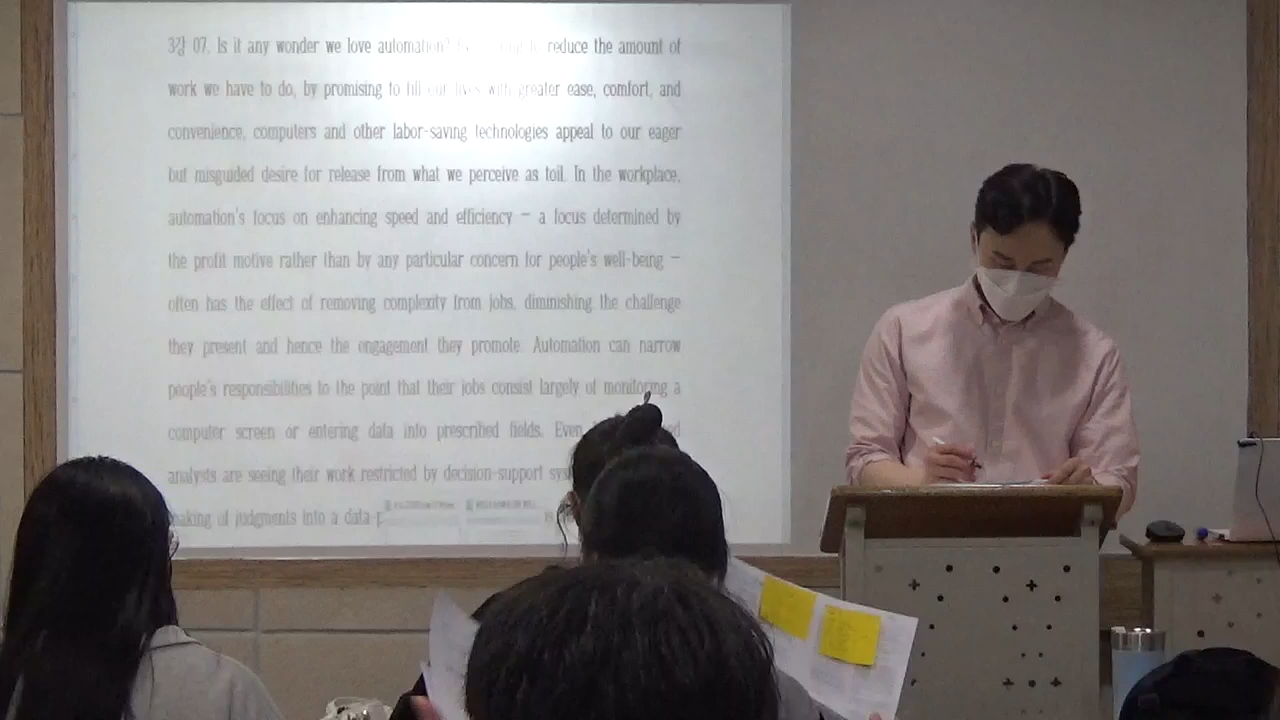 3강 07. Is it any wonder we love automation? reduce the amount of
work we have to do, by promising to fill our lives with greater ease, comfort, and
convenience, computers and other labor-saving technologies appeal to our eager
but misguided desire for release from what we perceive as toil. In the workplace,
automation's focus on enhancing speed and efficiency — a focus determined by
the profit motive rather than by any particular concern for people's well-being —
often has the effect of removing complexity from jobs, diminishing the challenge
they present and hence the engagement they promote. Automation can narrow
people's responsibilities to the point that their jobs consist largely of monitoring a
computer screen or entering data into prescribed fields. Even
analysts are seeing their work restricted by decision-support
making of judgments into a